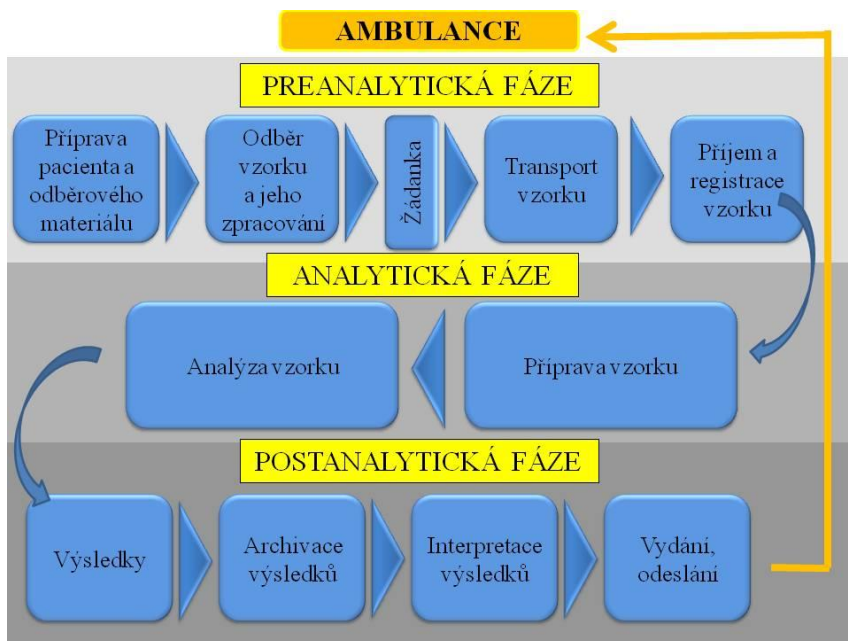 AMBULANCE
PREANALYTICKÁ FÁZE
Příprava
pacienta a
odběrového
materiálu
Odběr
vzorku
a jeho
zpracování
Žádanka
Transport
vzorku
Příjem a
registrace
vzorku
ANALYTICKÁ FÁZE
Analýza vzorku
Příprava vzorku
POSTANALYTICKÁ FÁZE
Výsledky
Archivace
výsledků
Interpretace
výsledků
Vydání,
odeslání